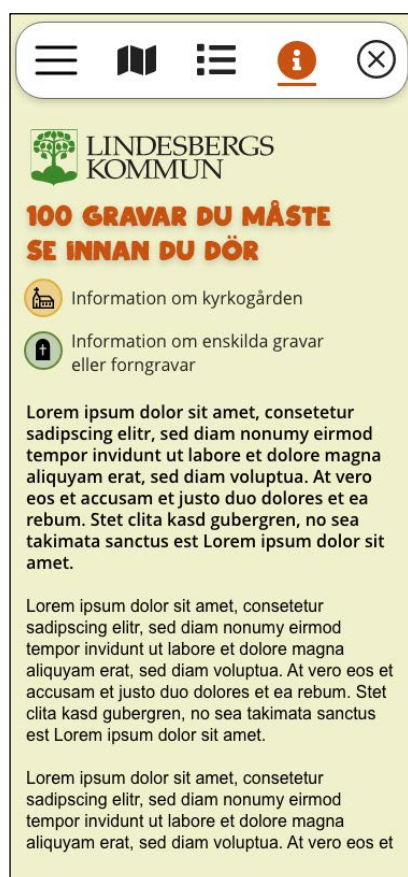 LINDESBERGS
KOMMUN
100 GRAVAR DU MÅSTE
SE INNAN DU DÖR
Information om kyrkogården
Information om enskilda gravar
eller forngravar
Lorem ipsum dolor sit amet, consetetur
sadipscing elitr, sed diam nonumy eirmod
tempor invidunt ut labore et dolore magna
aliquyam erat, sed diam voluptua. At vero
eos et accusam et justo duo dolores et ea
rebum. Stet clita kasd gubergren, no sea
takimata sanctus est Lorem ipsum dolor sit
amet.
Lorem ipsum dolor sit amet, consetetur
sadipscing elitr, sed diam nonumy eirmod
tempor invidunt ut labore et dolore magna
aliquyam erat, sed diam voluptua. At vero eos et
accusam et justo duo dolores et ea rebum. Stet
clita kasd gubergren, no sea takimata sanctus
est Lorem ipsum dolor sit amet.
Lorem ipsum dolor sit amet, consetetur
sadipscing elitr, sed diam nonumy eirmod
tempor invidunt ut labore et dolore magna
aliquyam erat, sed diam voluptua. At vero eos et